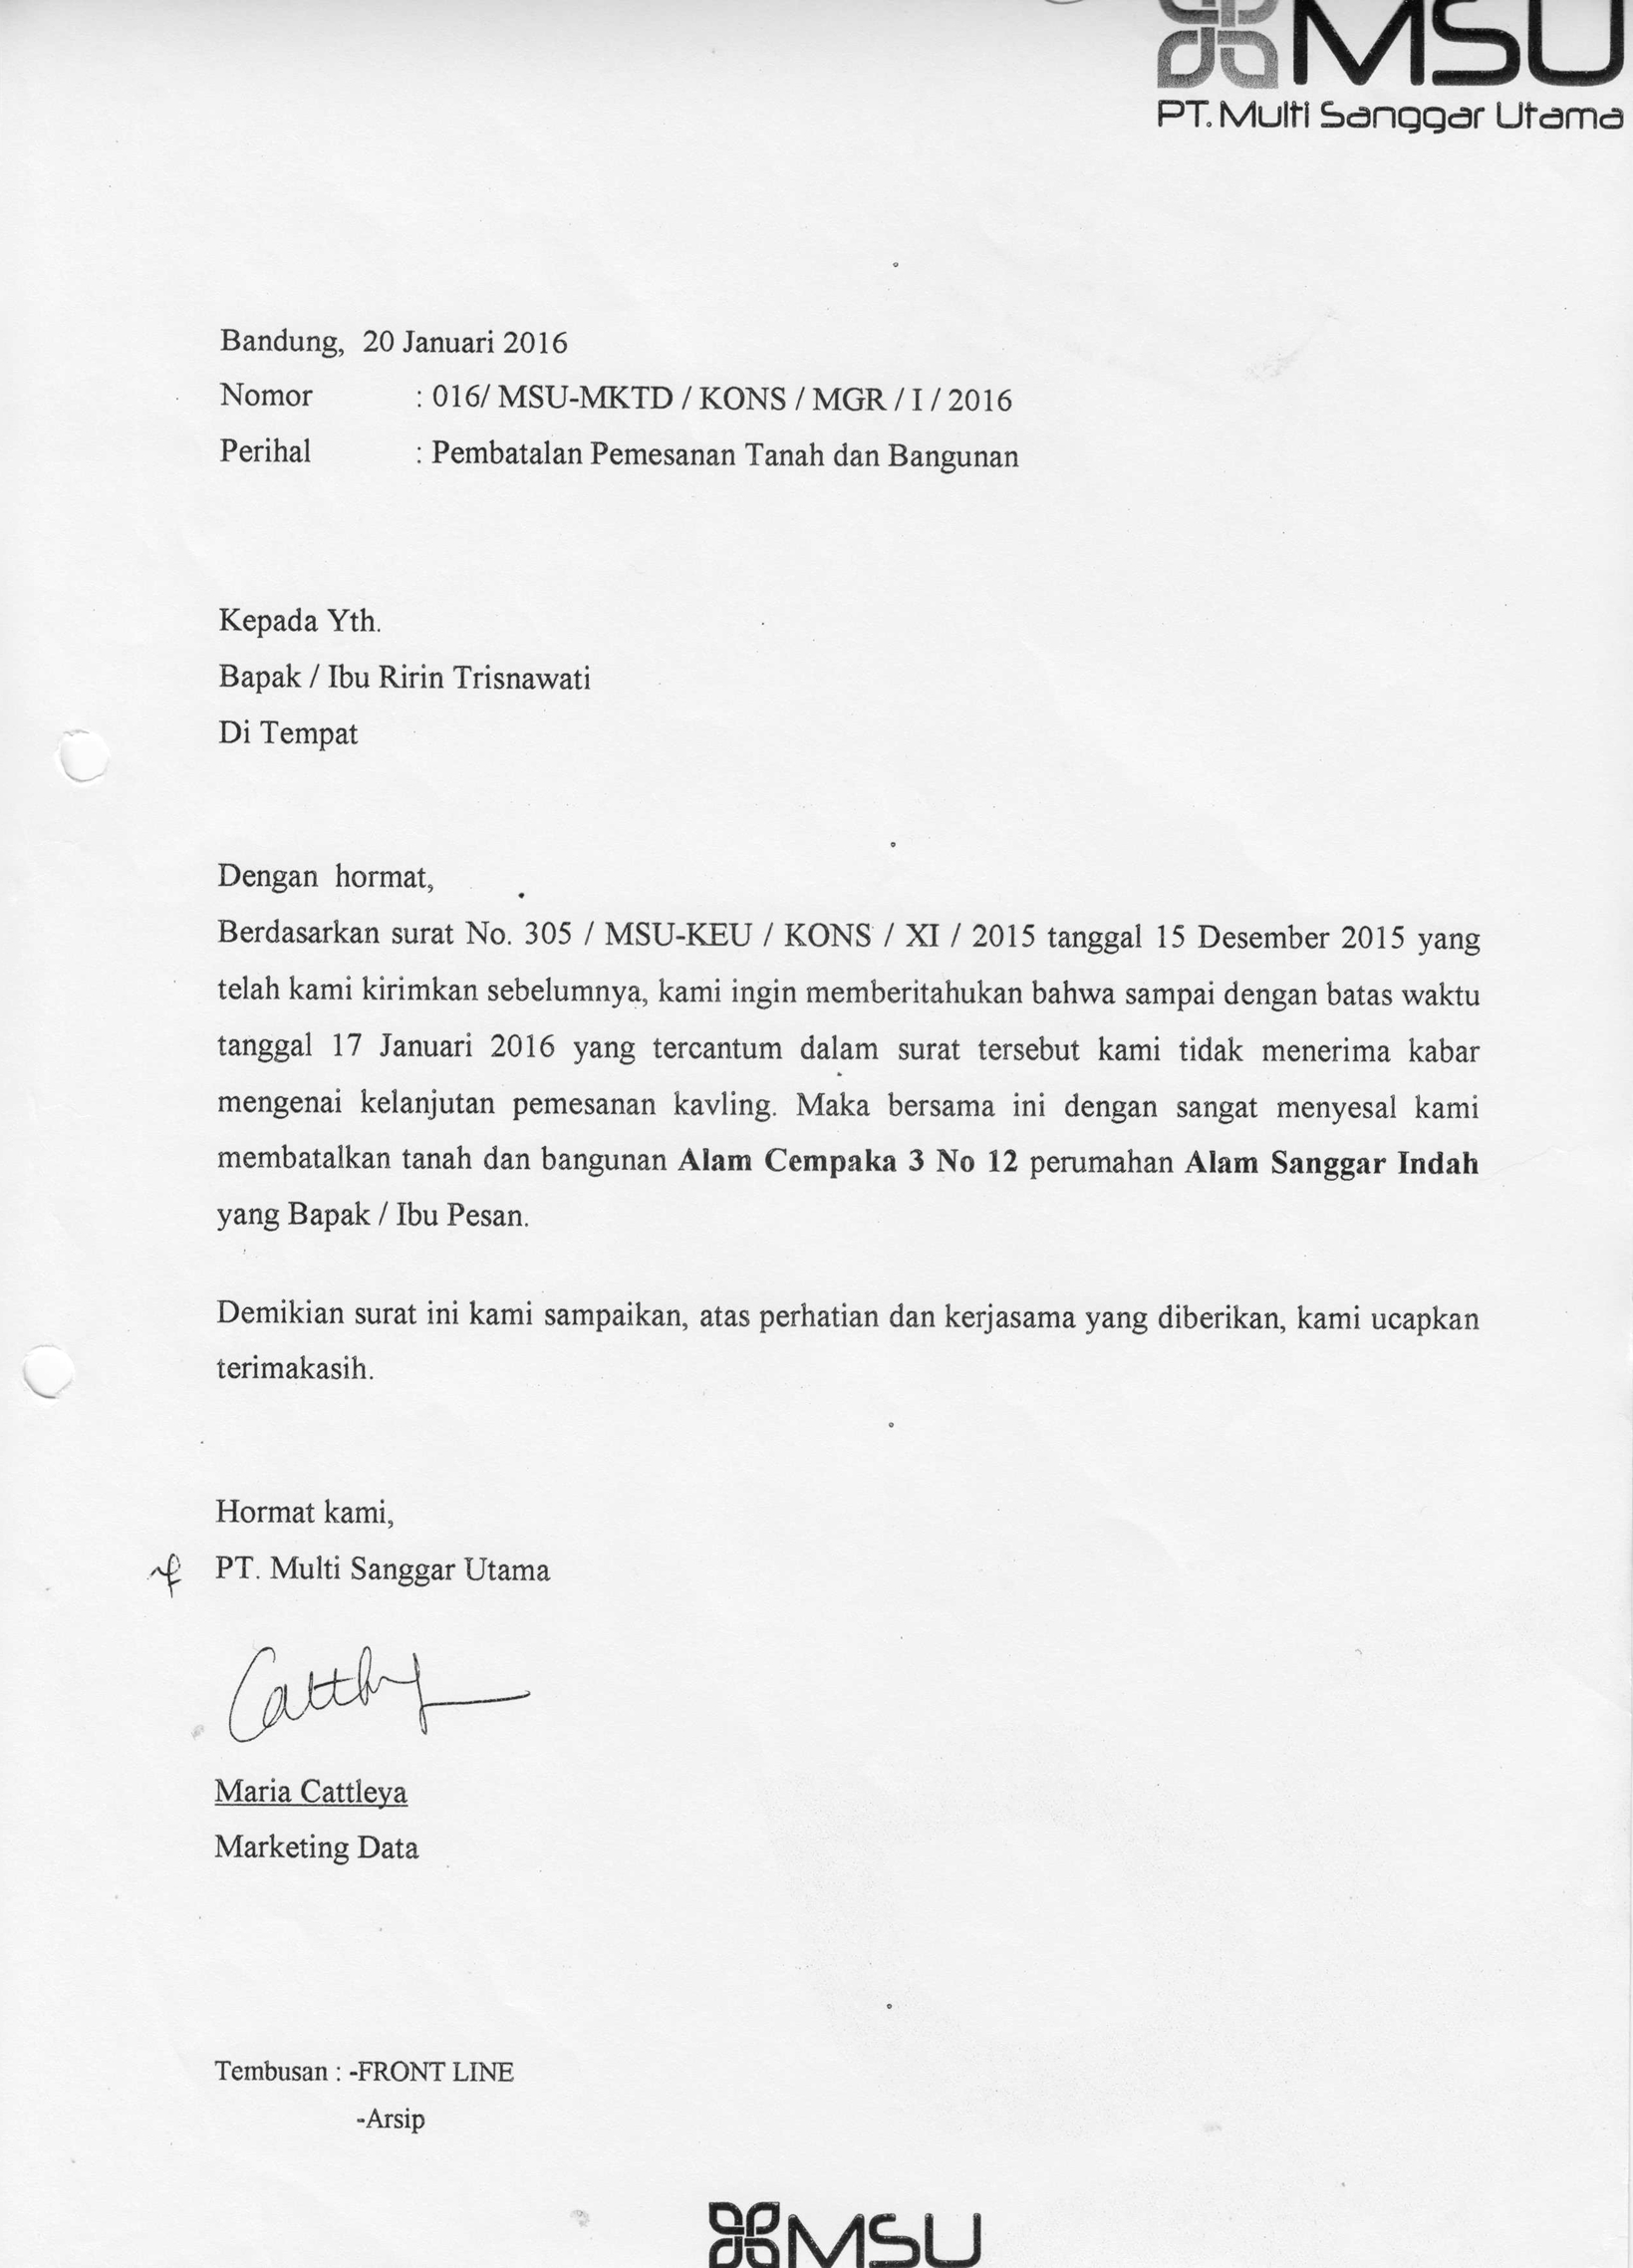 MSU
PT. Multi Sanggar Utama
Bandung, 20 Januari 2016
Nomor : 016/ MSU-MKTD / KONS / MGR / I / 2016
Perihal : Pembatalan Pemesanan Tanah dan Bangunan
Kepada Yth.
Bapak / Ibu Ririn Trisnawati
Di Tempat
Dengan hormat,
Berdasarkan surat No. 305 / MSU-KEU / KONS / XI / 2015 tanggal 15 Desember 2015 yang
telah kami kirimkan sebelumnya, kami ingin memberitahukan bahwa sampai dengan batas waktu
tanggal 17 Januari 2016 yang tercantum dalam surat tersebut kami tidak menerima kabar
mengenai kelanjutan pemesanan kavling. Maka bersama ini dengan sangat menyesal kami
membatalkan tanah dan bangunan Alam Cempaka 3 No 12 perumahan Alam Sanggar Indah
yang Bapak / Ibu Pesan.
Demikian surat ini kami sampaikan, atas perhatian dan kerjasama yang diberikan, kami ucapkan
terimakasih.
Hormat kami,
PT. Multi Sanggar Utama
Maria Cattleya
Marketing Data
Tembusan : -FRONT LINE
-Arsip
MSU